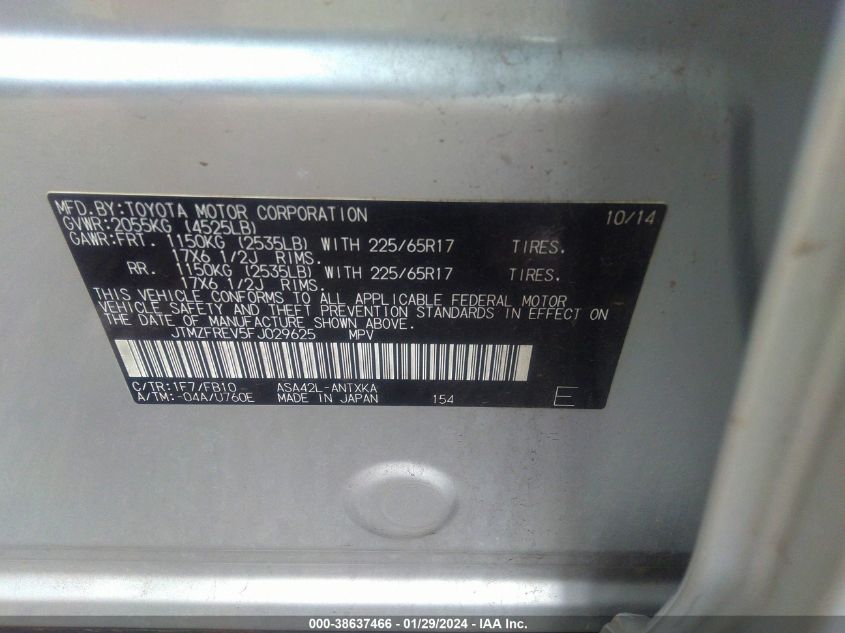 MFD.BY:TOYOTA MOTOR CORPORATION 10/14
GVWR:2055KG (4525LB)
GAWR:FRT. 1150KG (2535LB) WITH 225/65R17 TIRES.
17X6 1/2J RIMS.
RR. 1150KG (2535LB) WITH 225/65R17 TIRES.
17X6 1/2J RIMS.
THIS VEHICLE CONFORMS TO ALL APPLICABLE FEDERAL MOTOR
VEHICLE SAFETY AND THEFT PREVENTION STANDARDS IN EFFECT ON
THE DATE OF MANUFACTURE SHOWN ABOVE.
JTMZFREV5FJ029625 MPV
C/TR:1F7/FB10 ASA42L-ANTXKA
A/TM:-04A/U760E MADE IN JAPAN 154 E
000-38637466 - 01/29/2024 - IAA Inc.